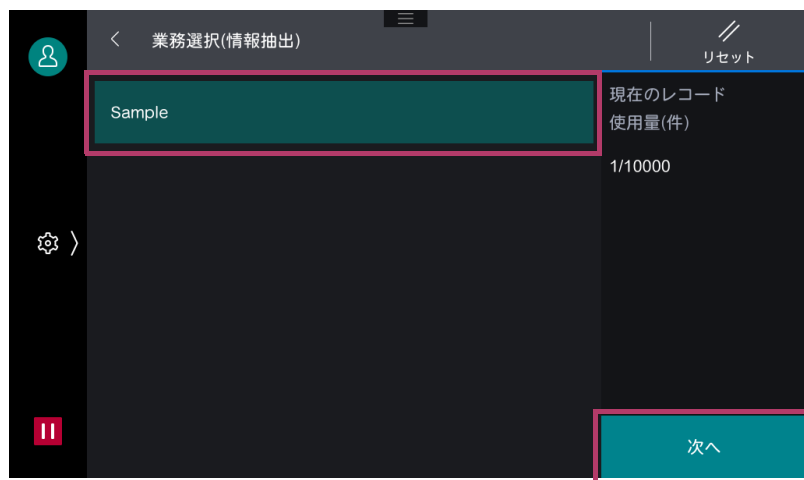 業務選択(情報抽出)
リセット
Sample
現在のレコード
使用量(件)
1/10000
次へ